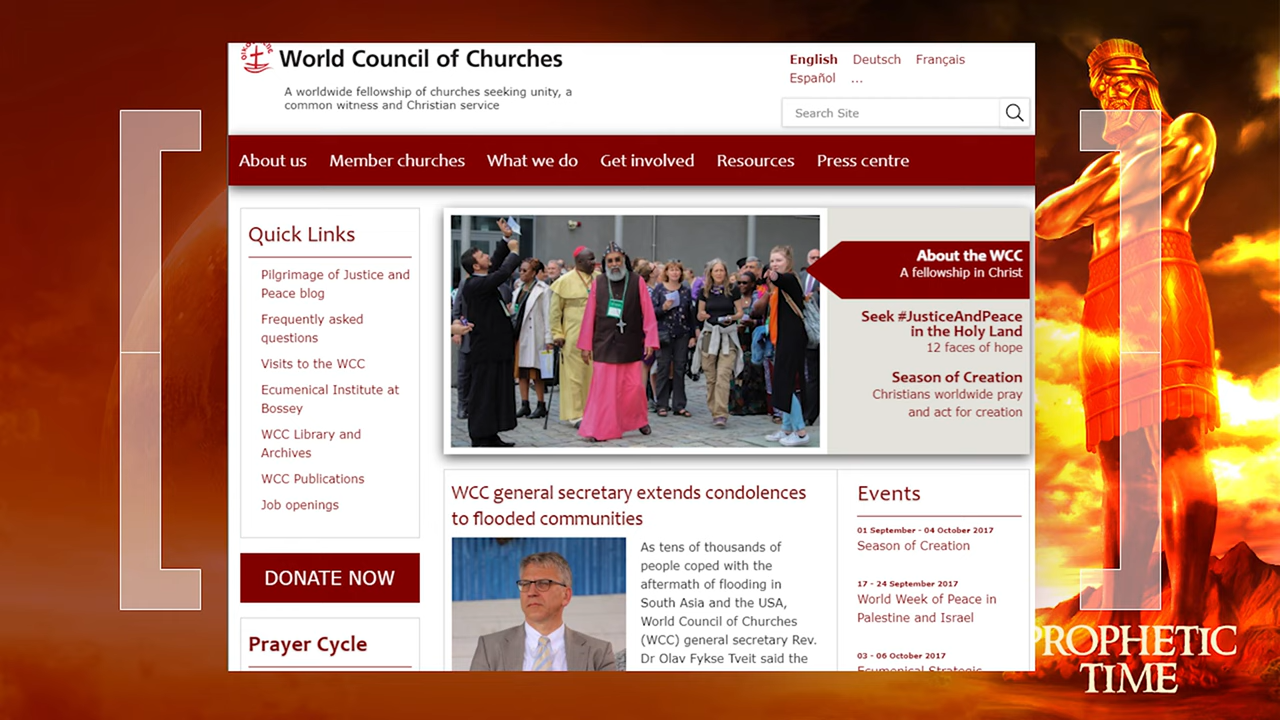 World Council of Churches
A worldwide fellowship of churches seeking unity, a
common witness and Christian service
English Deutsch Français
Español ...
Search Site
About us Member churches What we do Get involved Resources Press centre
Quick Links
Pilgrimage of Justice and
Peace blog
Frequently asked
questions
Visits to the WCC
Ecumenical Institute at
Bossey
WCC Library and
Archives
WCC Publications
Job openings
DONATE NOW
Prayer Cycle
About the WCC
A fellowship in Christ
Seek #JusticeAndPeace
in the Holy Land
12 faces of hope
Season of Creation
Christians worldwide pray
and act for creation
WCC general secretary extends condolences
to flooded communities
As tens of thousands of
people coped with the
aftermath of flooding in
South Asia and the USA,
World Council of Churches
(WCC) general secretary Rev.
Dr Olav Fykse Tveit said the
Events
01 September - 04 October 2017
Season of Creation
17 - 24 September 2017
World Week of Peace in
Palestine and Israel
03 - 06 October 2017
Ecumenical Strategic
PROPHETIC
TIME